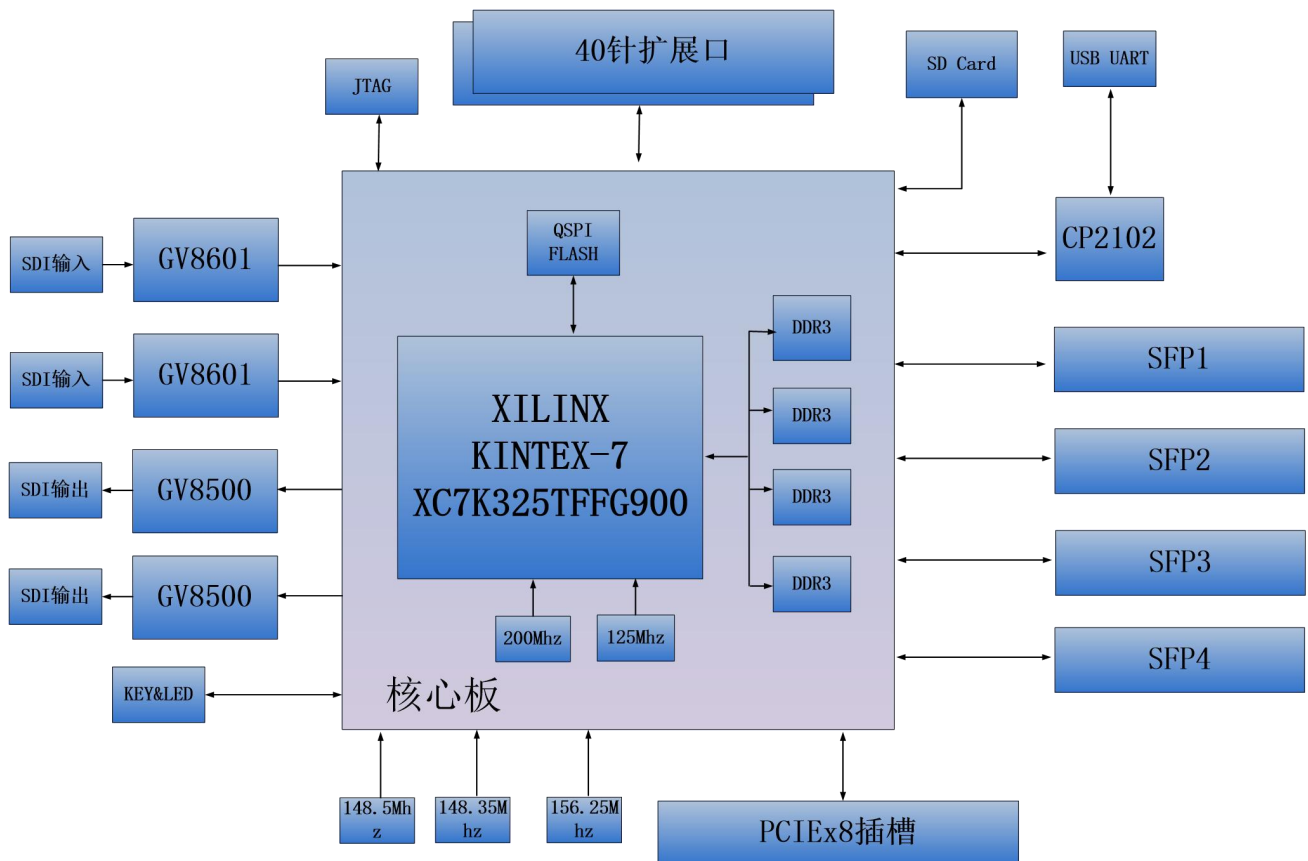 40针扩展口
JTAG
SD Card
USB UART
QSPI
FLASH
CP2102
SDI输入
GV8601
SDI输入
GV8601
SDI输出
GV8500
SDI输出
GV8500
KEY&LED
XILINX
KINTEX-7
XC7K325TFFG900
DDR3
DDR3
DDR3
DDR3
200Mhz
125Mhz
核心板
SFP1
SFP2
SFP3
SFP4
148.5Mh
z
148.35M
hz
156.25M
hz
PCIEx8插槽